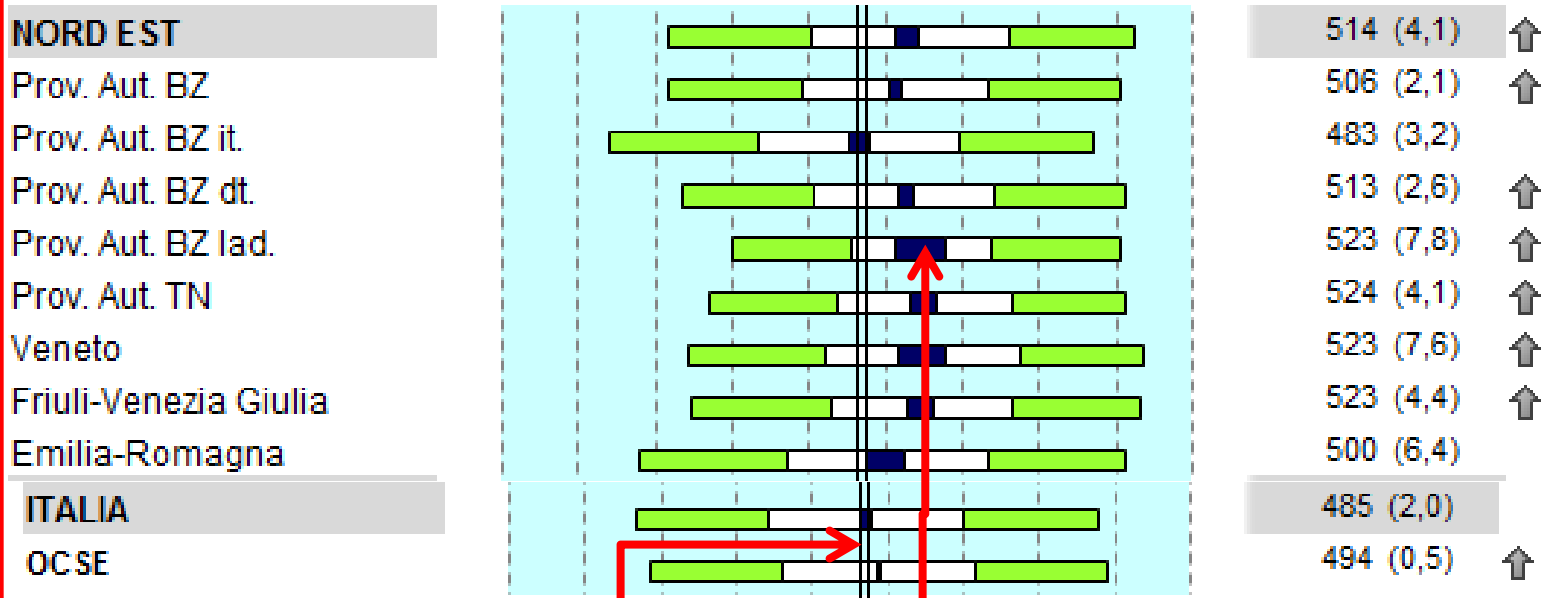 NORD EST 514 (4,1)
Prov. Aut. BZ 506 (2,1)
Prov. Aut. BZ it. 483 (3,2)
Prov. Aut. BZ dt. 513 (2,6)
Prov. Aut. BZ lad. 523 (7,8)
Prov. Aut. TN 524 (4,1)
Veneto 523 (7,6)
Friuli-Venezia Giulia 523 (4,4)
Emilia-Romagna 500 (6,4)
ITALIA 485 (2,0)
OCSE 494 (0,5)